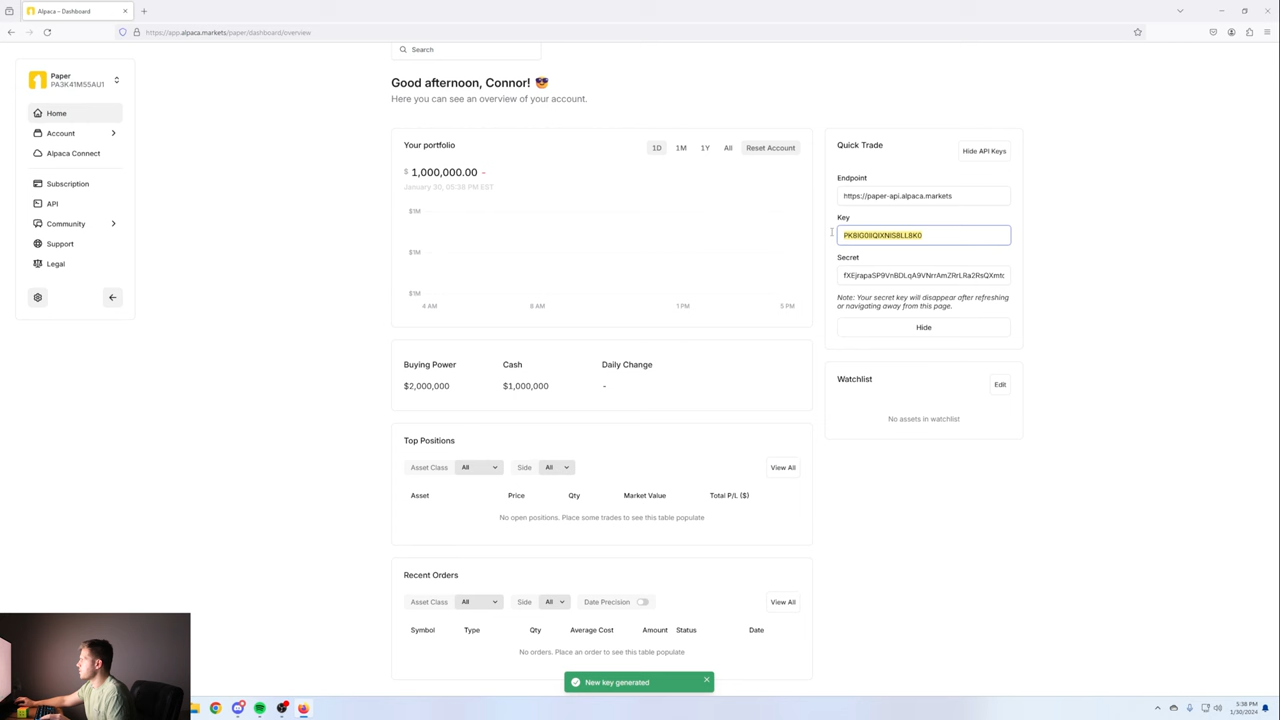 Alpaca – Dashboard
https://app.alpaca.markets/paper/dashboard/overview
Search
Paper
PA3K41M55AU1
Home
Account
Alpaca Connect
Subscription
API
Community
Support
Legal
Good afternoon, Connor! 😎
Here you can see an overview of your account.
Your portfolio
1D 1M 1Y All Reset Account
$ 1,000,000.00 -
January 30, 05:38 PM EST
$1M
$1M
$1M
4 AM 8 AM 1 PM 5 PM
Buying Power Cash Daily Change
$2,000,000 $1,000,000 -
Top Positions
Asset Class All Side All View All
Asset Price Qty Market Value Total P/L ($)
No open positions. Place some trades to see this table populate
Recent Orders
Asset Class All Side All Date Precision View All
Symbol Type Qty Average Cost Amount Status Date
No orders. Place an order to see this table populate
Quick Trade Hide API Keys
Endpoint
https://paper-api.alpaca.markets
Key
Secret
Note: Your secret key will disappear after refreshing
or navigating away from this page.
Hide
Watchlist Edit
No assets in watchlist
New key generated
5:38 PM
1/30/2024